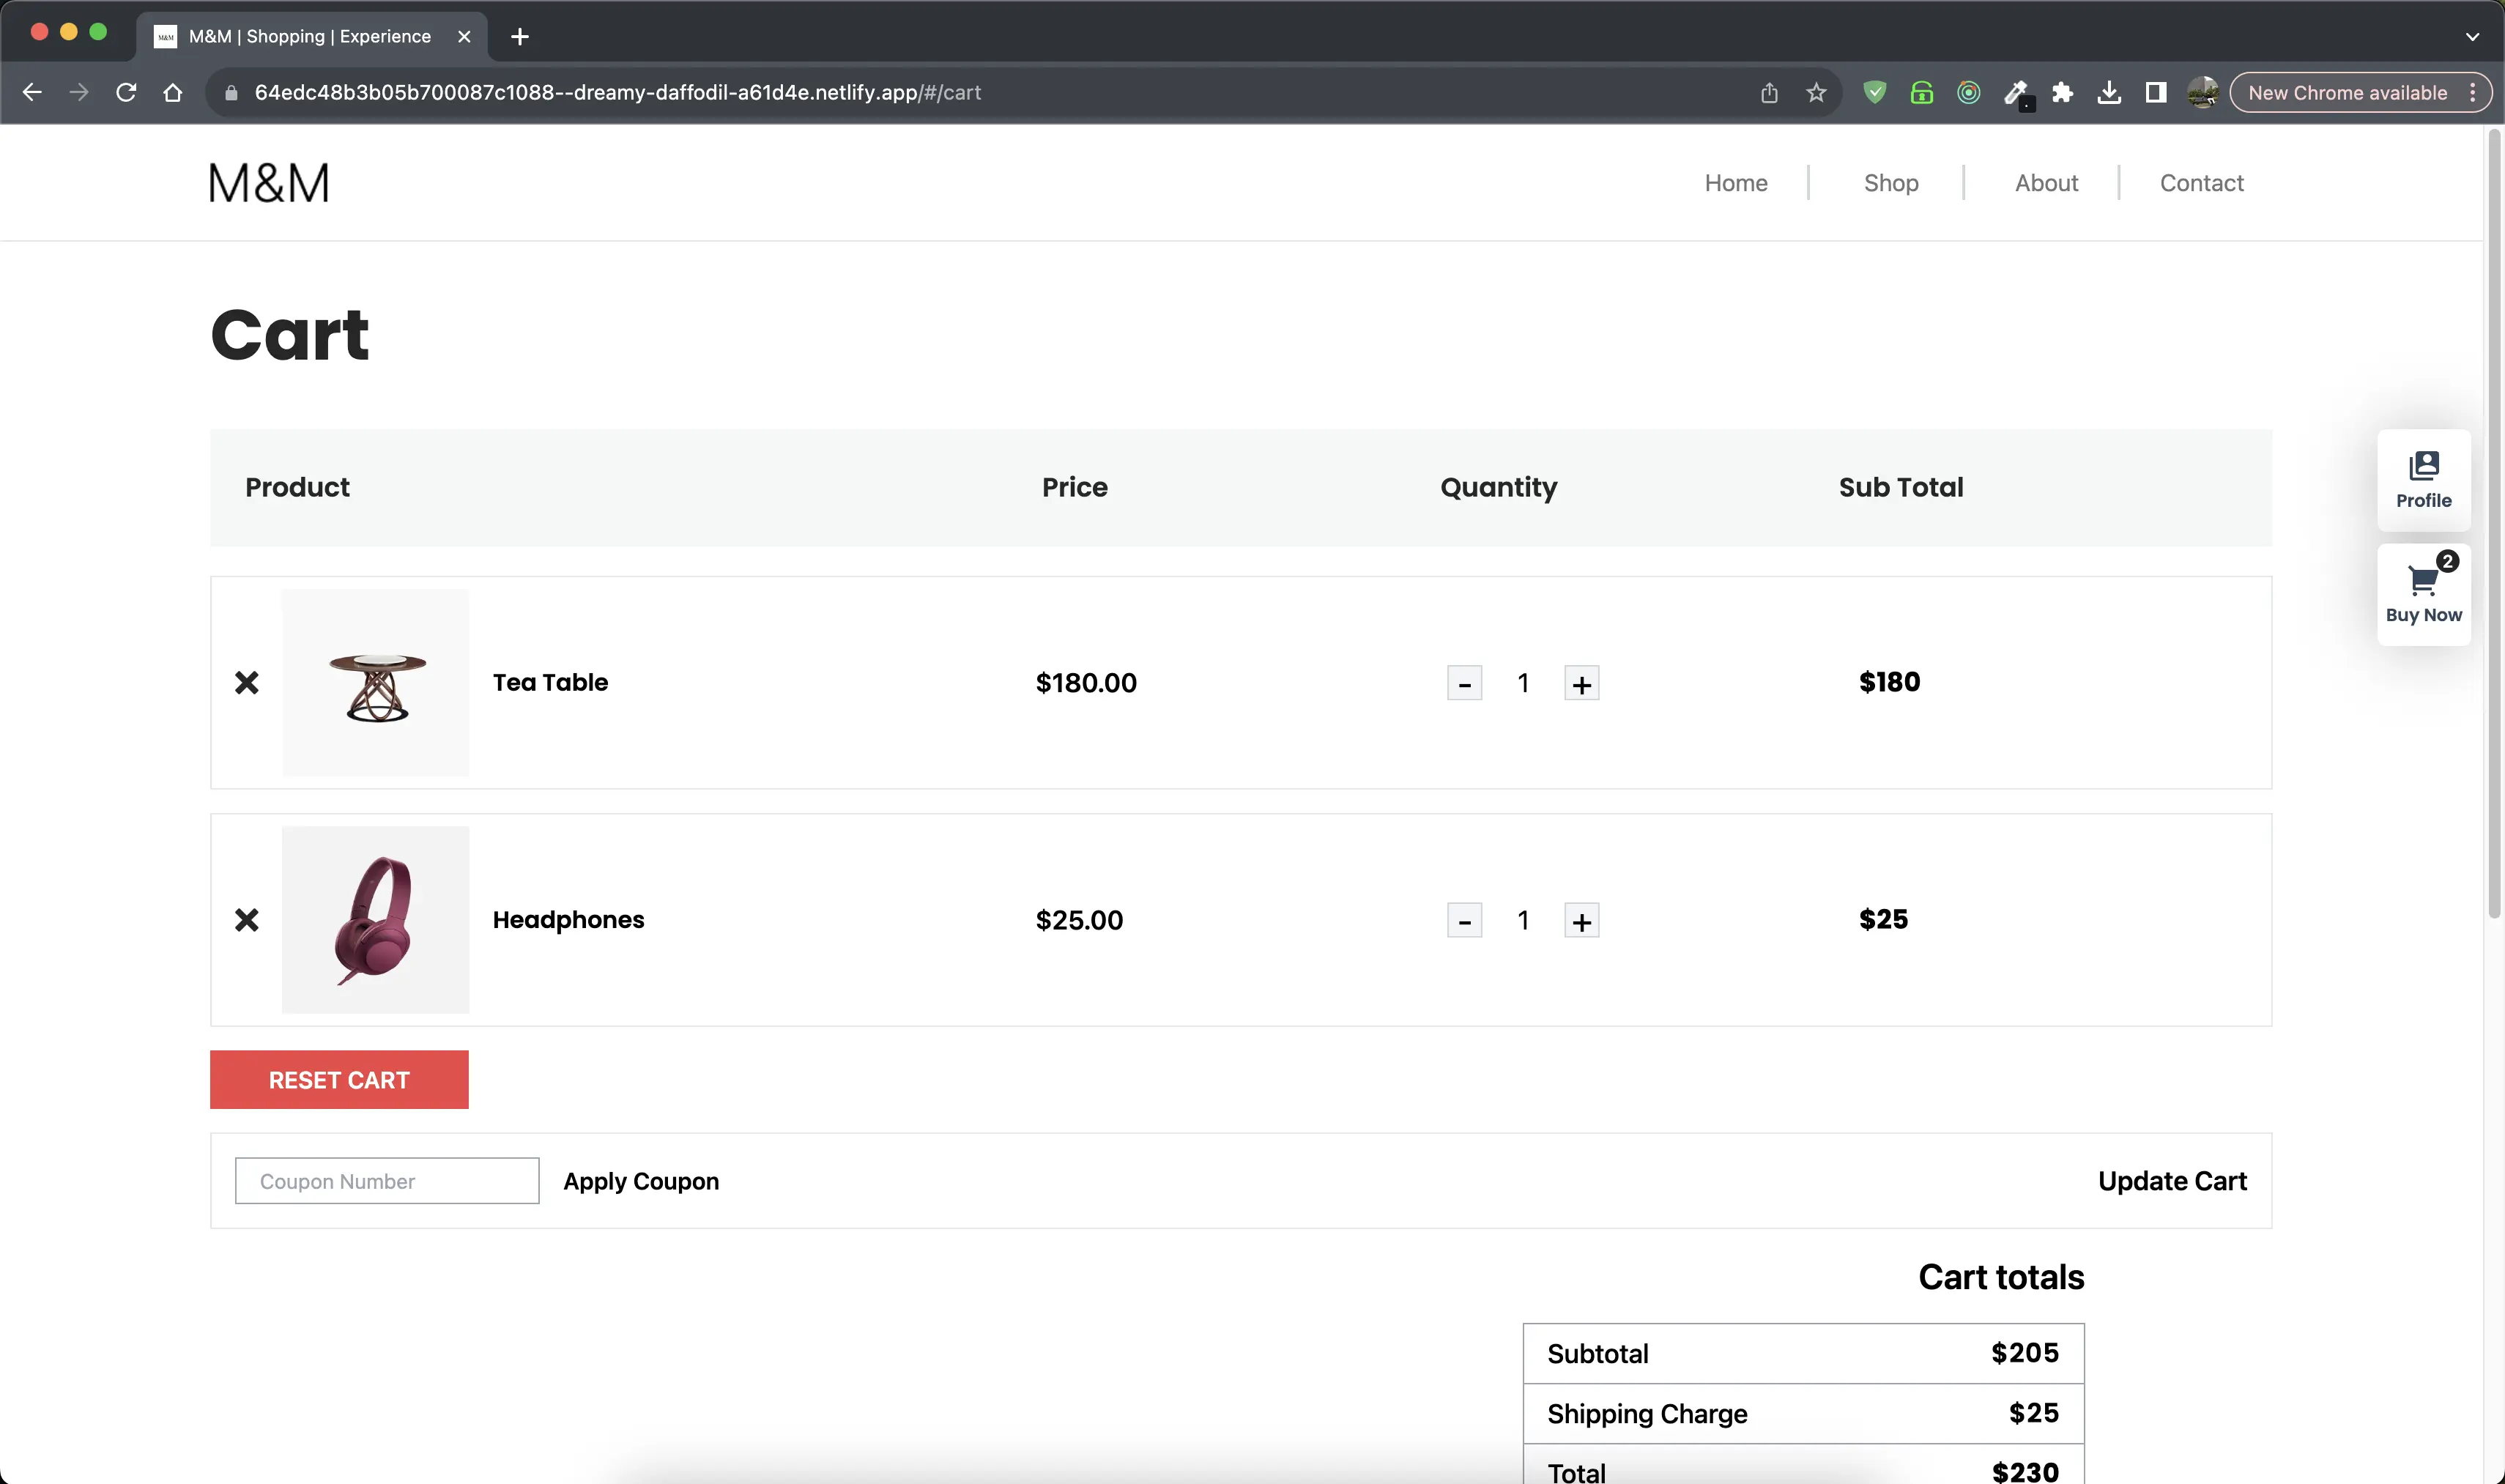 M&M M&M | Shopping | Experience
64edc48b3b05b700087c1088--dreamy-daffodil-a61d4e.netlify.app/#/cart
New Chrome available
M&M
Home
Shop
About
Contact
Cart
Product Price Quantity Sub Total
Profile
2
Buy Now
Tea Table $180.00 - 1 + $180
Headphones $25.00 - 1 + $25
RESET CART
Coupon Number Apply Coupon Update Cart
Cart totals
Subtotal $205
Shipping Charge $25
Total $230